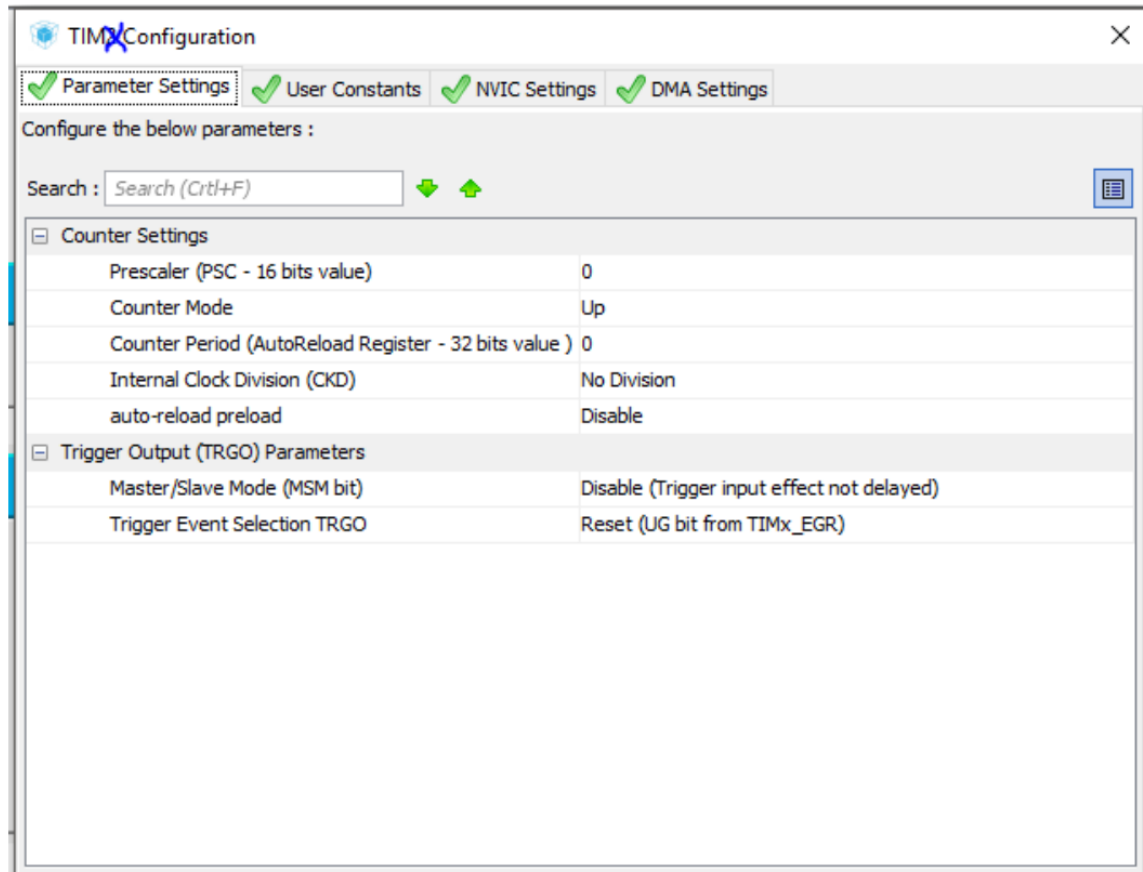 TIMX Configuration
Parameter Settings
User Constants
NVIC Settings
DMA Settings
Configure the below parameters :
Search : Search (Crtl+F)
Counter Settings
Prescaler (PSC - 16 bits value) 0
Counter Mode Up
Counter Period (AutoReload Register - 32 bits value ) 0
Internal Clock Division (CKD) No Division
auto-reload preload Disable
Trigger Output (TRGO) Parameters
Master/Slave Mode (MSM bit) Disable (Trigger input effect not delayed)
Trigger Event Selection TRGO Reset (UG bit from TIMx_EGR)